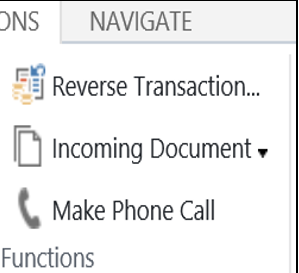 ONS NAVIGATE
Reverse Transaction...
Incoming Document
Make Phone Call
Functions